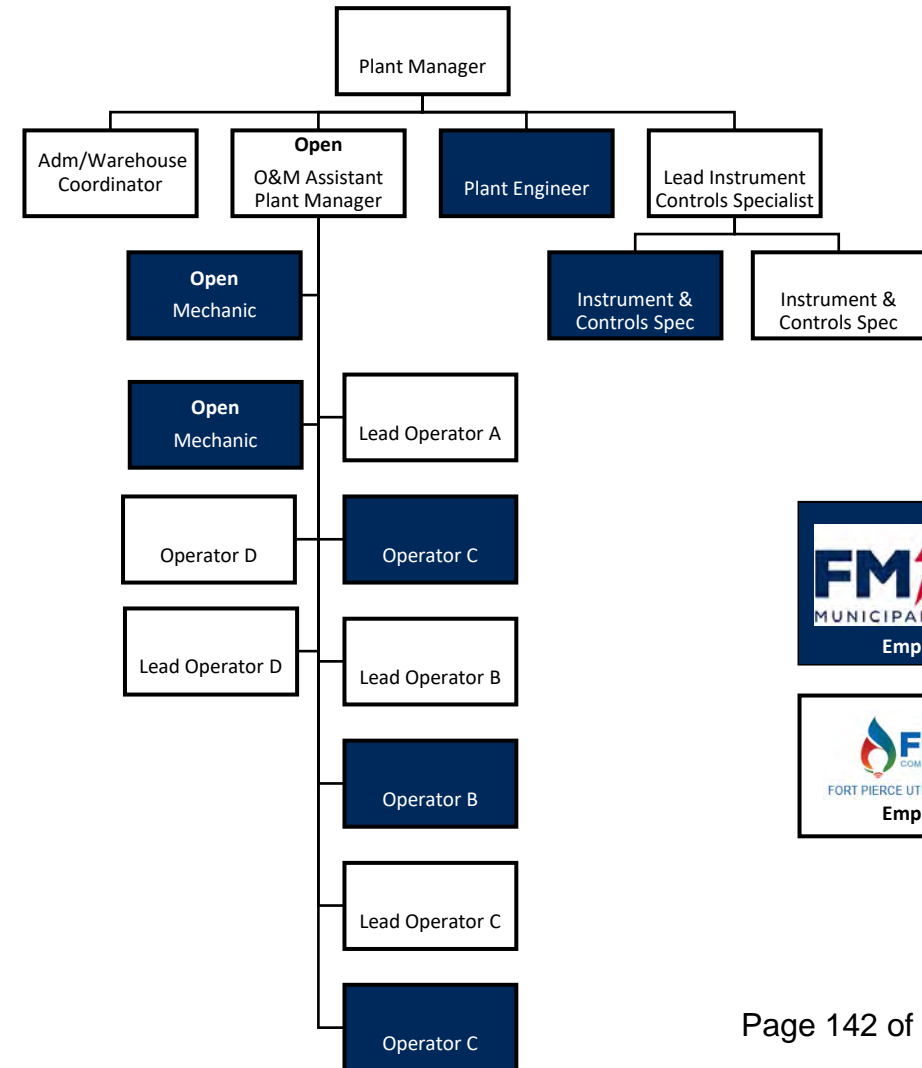 Plant Manager
Adm/Warehouse
Coordinator
Open
O&M Assistant
Plant Manager
Plant Engineer
Lead Instrument
Controls Specialist
Open
Mechanic
Instrument &
Controls Spec
Instrument &
Controls Spec
Open
Mechanic
Lead Operator A
Operator D
Operator C
Lead Operator D
Lead Operator B
Operator B
Lead Operator C
Operator C
FM
MUNICIPA
Emp
F
COM
FORT PIERCE UT
Emp
Page 142 of